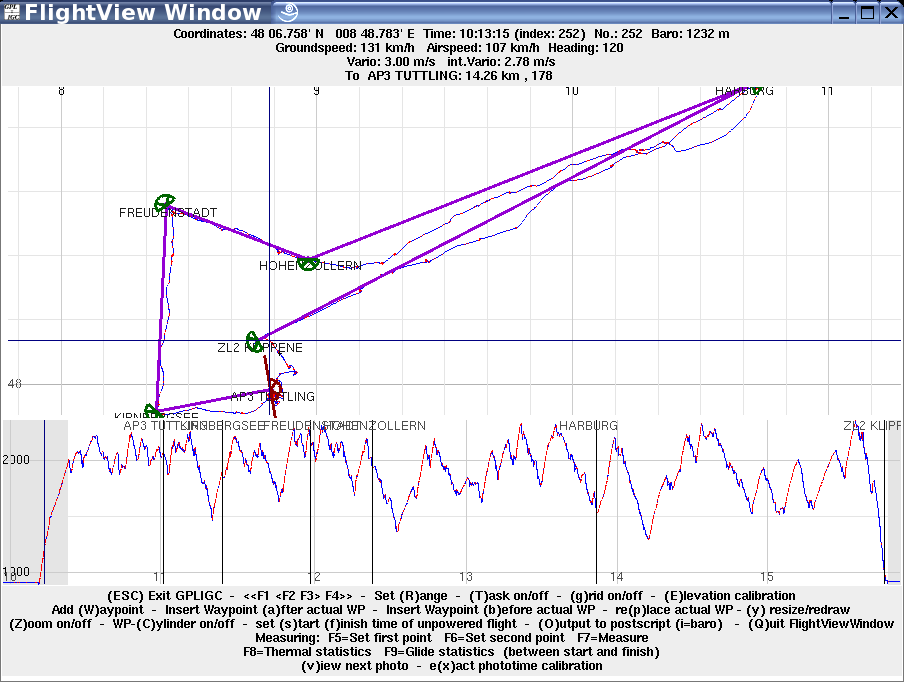 FlightView Window
Coordinates: 48 06.758' N 008 48.783' E Time: 10:13:15 (index: 252) No.: 252 Baro: 1232 m
Groundspeed: 131 km/h Airspeed: 107 km/h Heading: 120
Vario: 3.00 m/s int.Vario: 2.78 m/s
To AP3 TUTTLING: 14.26 km , 178
8 9 10 HARBURG 11
FREUDENSTADT
HOHENZOLLERN
ZL2 KLIPPENE
48
AP3 TUTTLING
KIRNBERGSEE
AP3 TUTTLING KIRNBERGSEE FREUDENSTADT HOHENZOLLERN HARBURG ZL2 KLIPP
2000
1000
10 11 12 13 14 15
(ESC) Exit GPLIGC - <<F1 <F2 F3> F4>> - Set (R)ange - (T)ask on/off - (g)rid on/off - (E)levation calibration
Add (W)aypoint - Insert Waypoint (a)fter actual WP - Insert Waypoint (b)efore actual WP - re(p)lace actual WP - (y) resize/redraw
(Z)oom on/off - WP-(C)ylinder on/off - set (s)tart (f)inish time of unpowered flight - (O)utput to postscript (i=baro) - (Q)uit FlightViewWindow
Measuring: F5=Set first point F6=Set second point F7=Measure
F8=Thermal statistics F9=Glide statistics (between start and finish)
(v)iew next photo - e(x)act phototime calibration